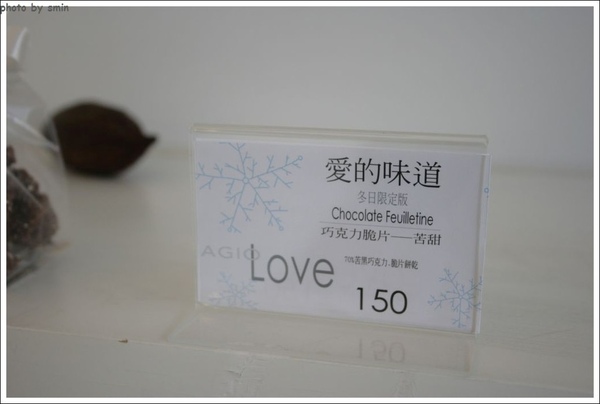 photo by smin
愛的味道
冬日限定版
Chocolate Feuilletine
巧克力脆片——苦甜
AGIO
Love
70%苦黑巧克力、脆片餅乾
150